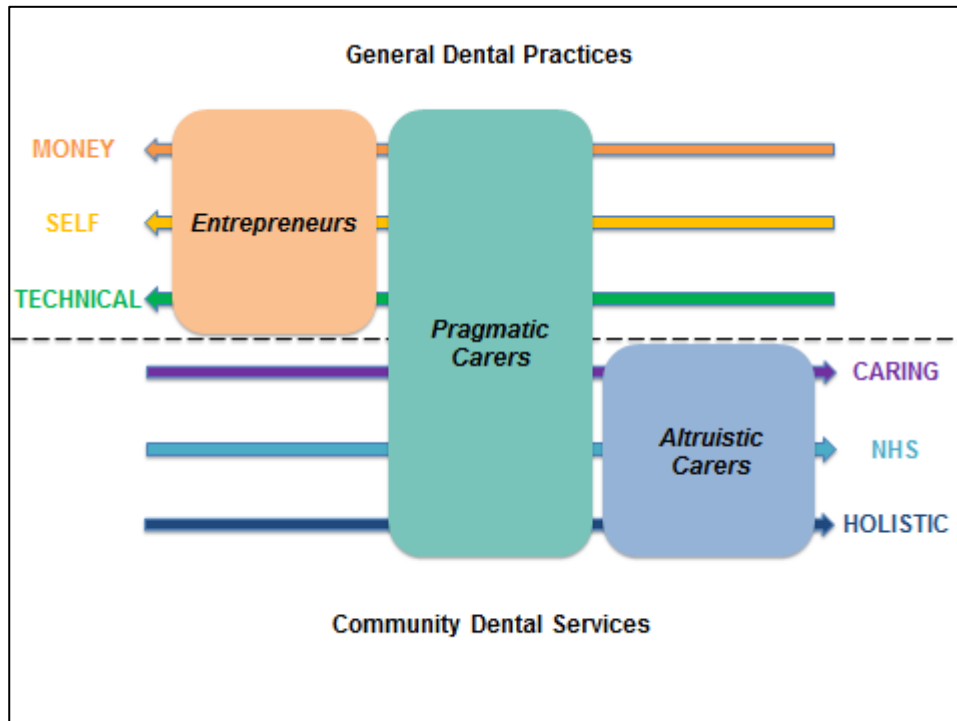 General Dental Practices
MONEY
SELF
Entrepreneurs
TECHNICAL
Pragmatic
Carers
CARING
Altruistic
Carers
NHS
HOLISTIC
Community Dental Services